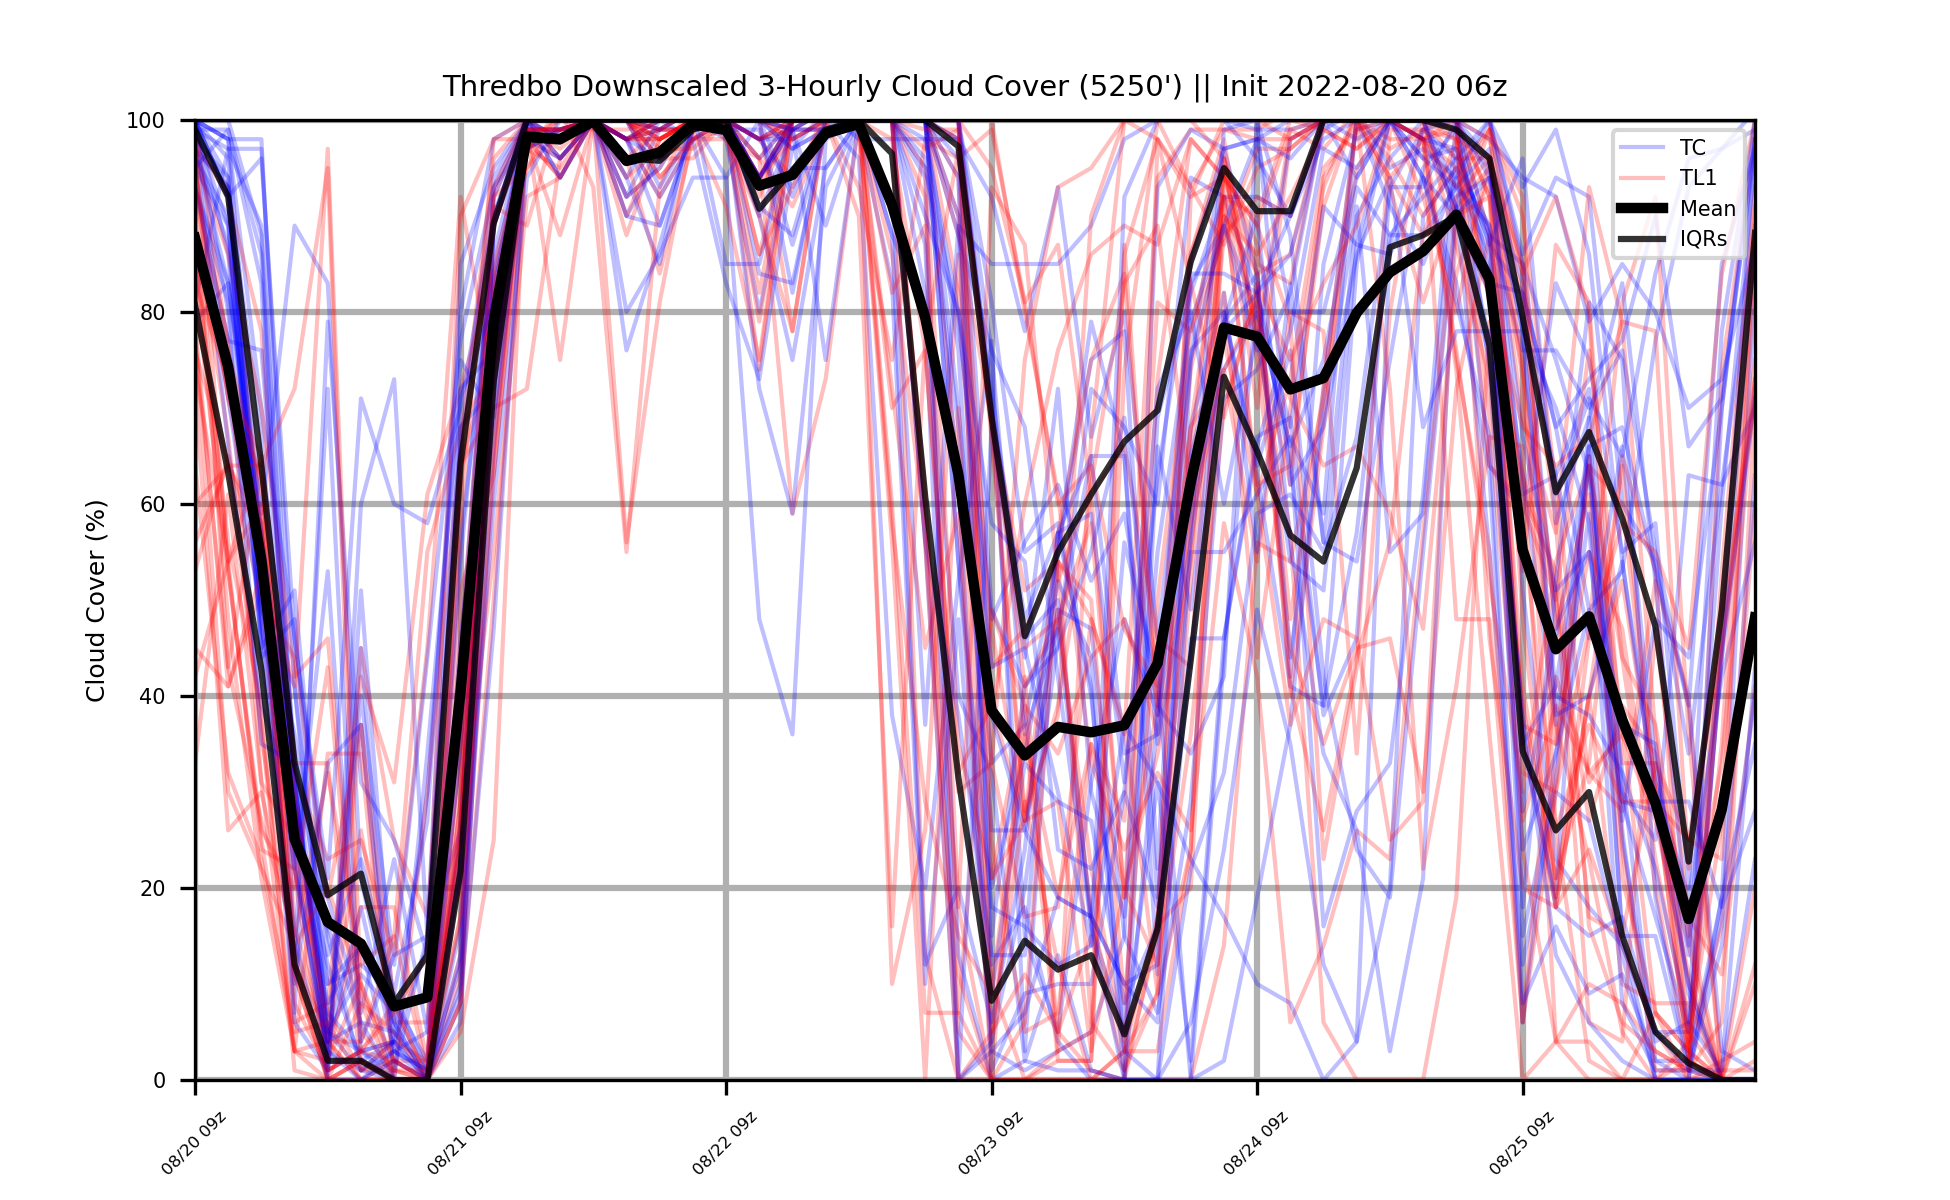 Thredbo Downscaled 3-Hourly Cloud Cover (5250') || Init 2022-08-20 06z
Cloud Cover (%)
100
80
60
40
20
0
TC
TL1
Mean
IQRs
08/20 09z
08/21 09z
08/22 09z
08/23 09z
08/24 09z
08/25 09z